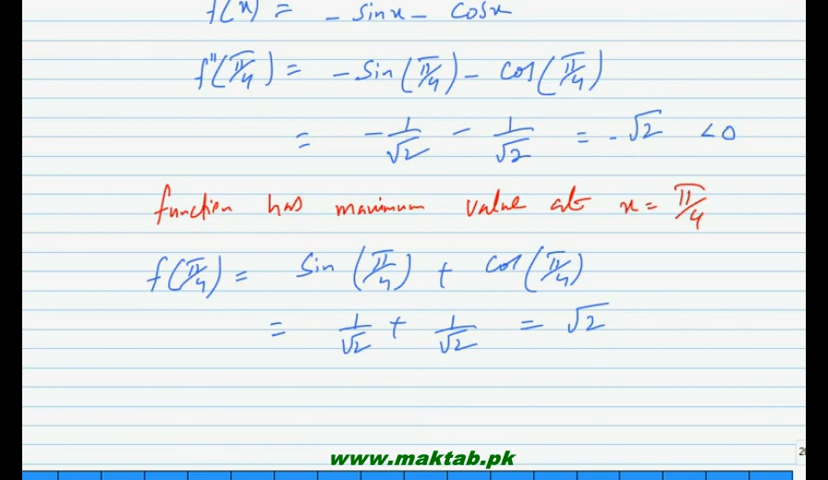 f(x) = - sinx - cosx
f''(π/4) = - sin(π/4) - cos(π/4)
= - 1/√2 - 1/√2 = - √2 <0
function has maximum value at x = π/4
f(π/4) = sin (π/4) + cos(π/4)
= 1/√2 + 1/√2 = √2
www.maktab.pk